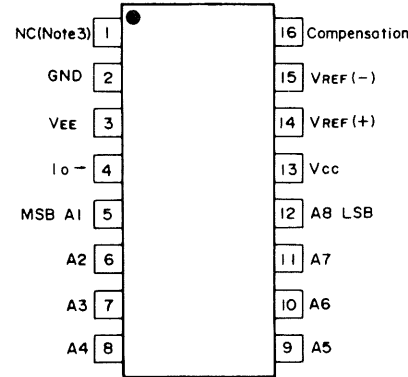 NC(Note3) 1 16 Compensation
GND 2 15 VREF(-)
VEE 3 14 VREF(+)
Io 4 13 Vcc
MSB A1 5 12 A8 LSB
A2 6 11 A7
A3 7 10 A6
A4 8 9 A5